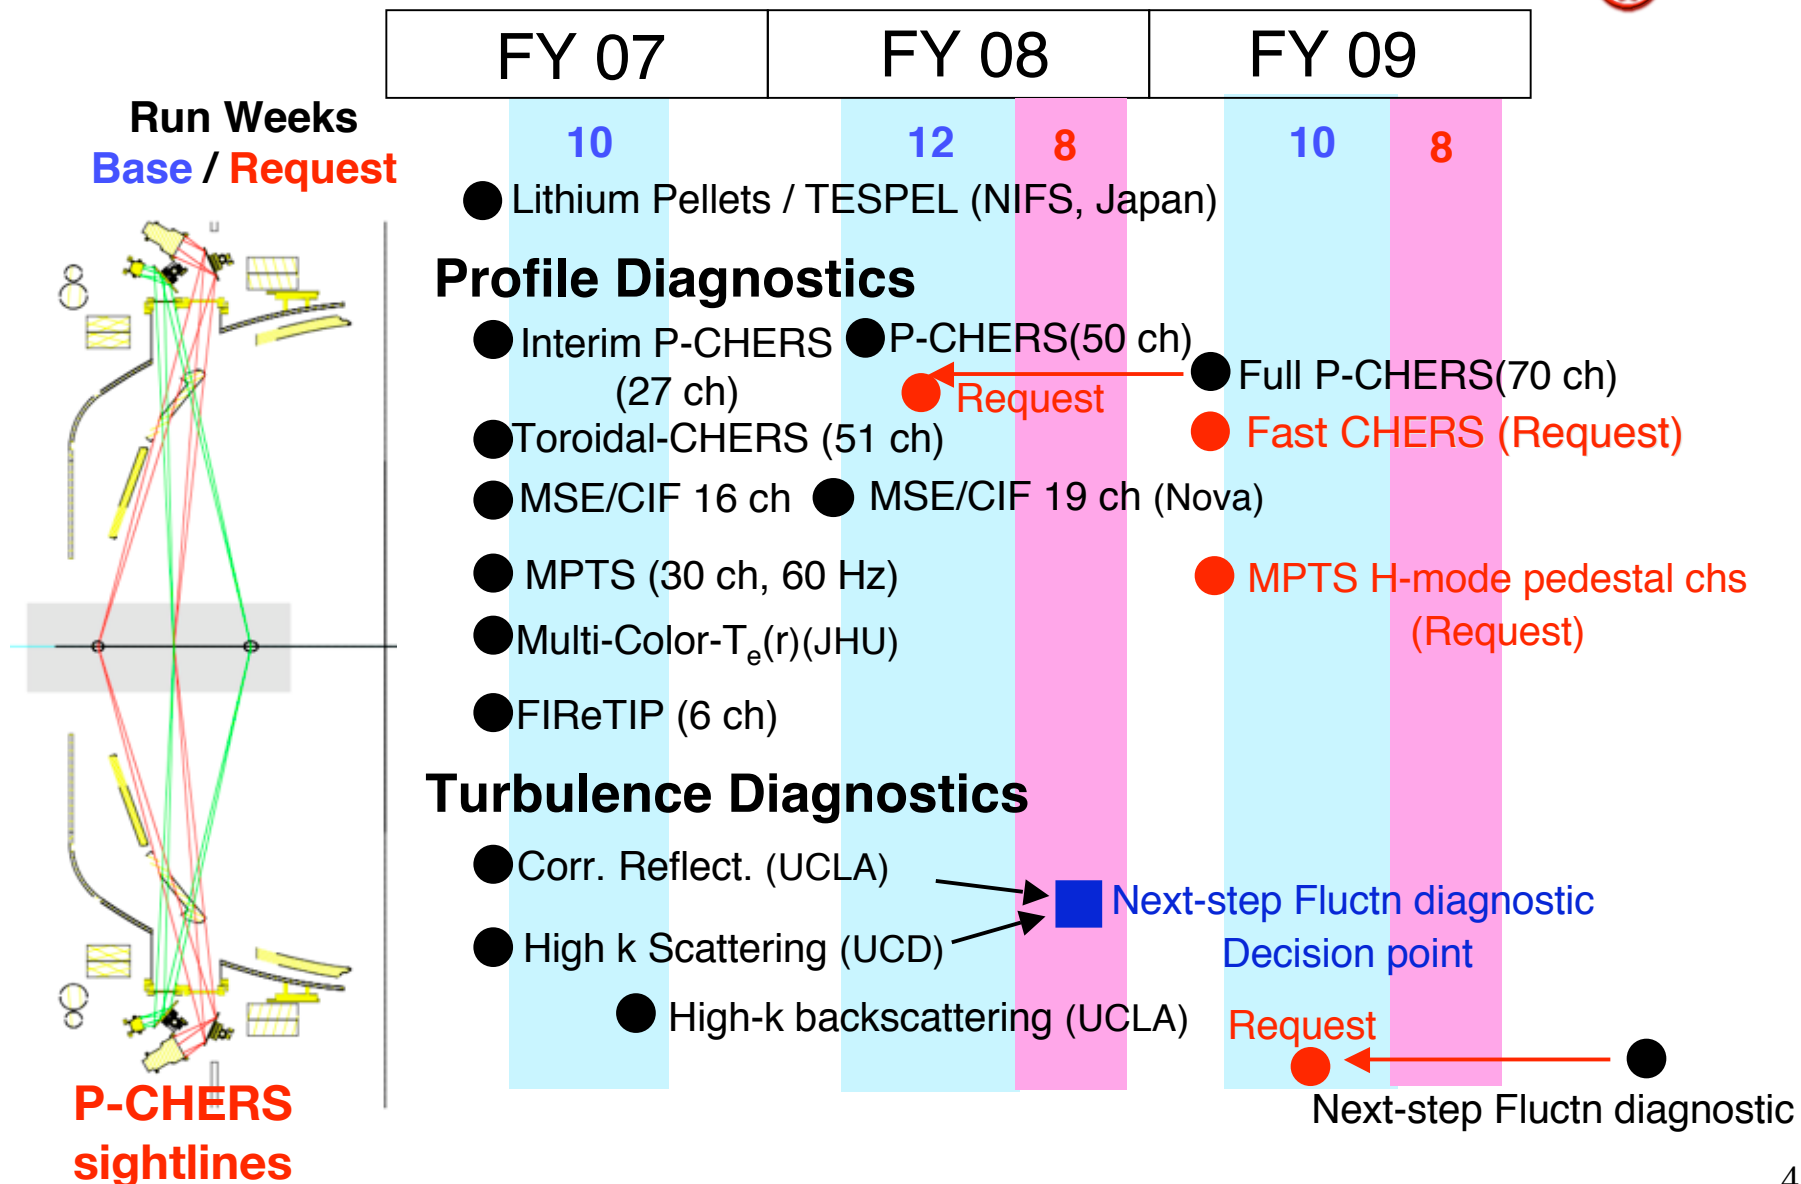 FY 07 FY 08 FY 09
Run Weeks
Base / Request
10 12 8 10 8
Lithium Pellets / TESPEL (NIFS, Japan)
Profile Diagnostics
Interim P-CHERS
(27 ch)
P-CHERS(50 ch)
Request
Full P-CHERS(70 ch)
Toroidal-CHERS (51 ch)
Fast CHERS (Request)
MSE/CIF 16 ch
MSE/CIF 19 ch (Nova)
MPTS (30 ch, 60 Hz)
MPTS H-mode pedestal chs
(Request)
Multi-Color-Te(r)(JHU)
FIReTIP (6 ch)
Turbulence Diagnostics
Corr. Reflect. (UCLA)
Next-step Fluctn diagnostic
Decision point
High k Scattering (UCD)
High-k backscattering (UCLA)
Request
Next-step Fluctn diagnostic
P-CHERS
sightlines
4